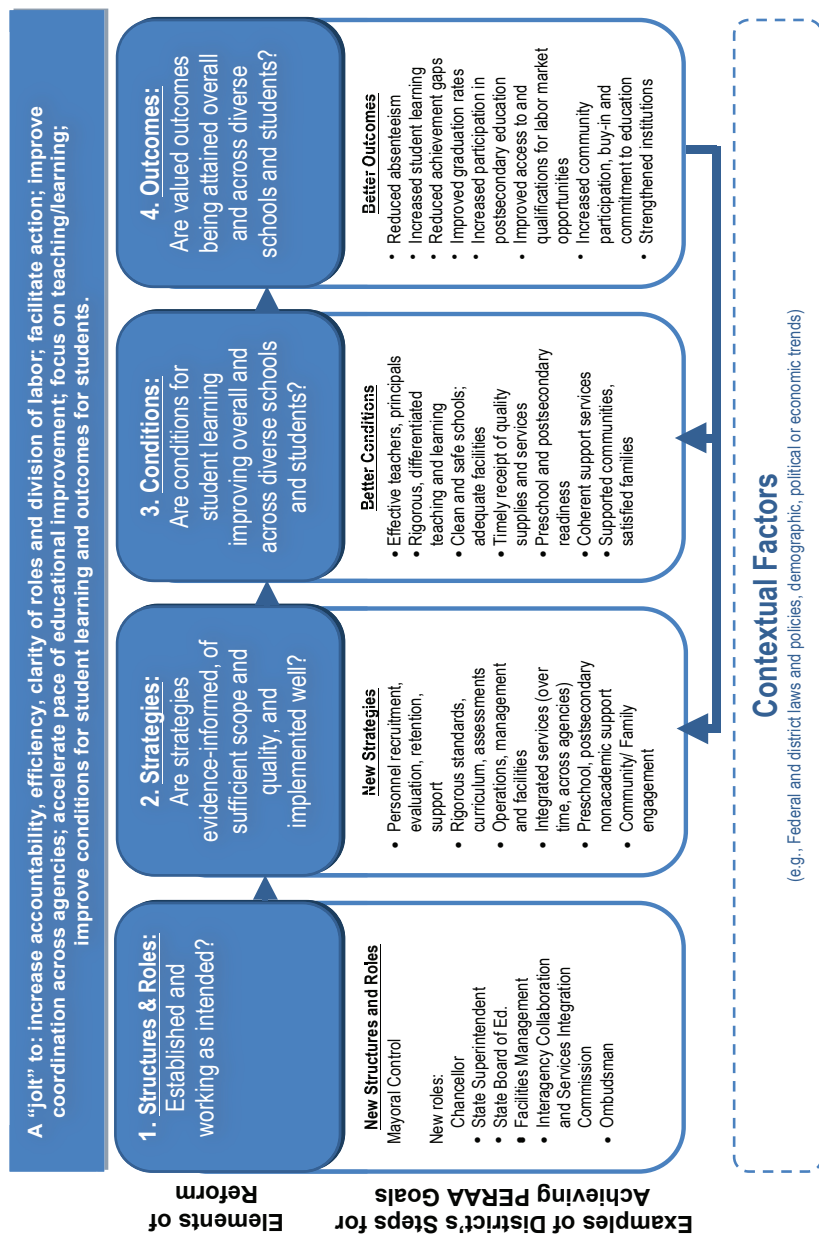 A “jolt” to: increase accountability, efficiency, clarity of roles and division of labor; facilitate action; improve
coordination across agencies; accelerate pace of educational improvement; focus on teaching/learning;
improve conditions for student learning and outcomes for students.
Elements of
Reform
1. Structures & Roles:
Established and
working as intended?
2. Strategies:
Are strategies
evidence-informed, of
sufficient scope and
quality, and
implemented well?
3. Conditions:
Are conditions for
student learning
improving overall and
across diverse schools
and students?
4. Outcomes:
Are valued outcomes
being attained overall
and across diverse
schools and students?
Examples of District’s Steps for
Achieving PERAA Goals
New Structures and Roles
Mayoral Control
New roles:
Chancellor
• State Superintendent
• State Board of Ed.
• Facilities Management
• Interagency Collaboration
and Services Integration
Commission
• Ombudsman
New Strategies
• Personnel recruitment,
evaluation, retention,
support
• Rigorous standards,
curriculum, assessments
• Operations, management
and facilities
• Integrated services (over
time, across agencies)
• Preschool, postsecondary
nonacademic support
• Community/ Family
engagement
Better Conditions
• Effective teachers, principals
• Rigorous, differentiated
teaching and learning
• Clean and safe schools;
adequate facilities
• Timely receipt of quality
supplies and services
• Preschool and postsecondary
readiness
• Coherent support services
• Supported communities,
satisfied families
Better Outcomes
• Reduced absenteeism
• Increased student learning
• Reduced achievement gaps
• Improved graduation rates
• Increased participation in
postsecondary education
• Improved access to and
qualifications for labor market
opportunities
• Increased community
participation, buy-in and
commitment to education
• Strengthened institutions
Contextual Factors
(e.g., Federal and district laws and policies, demographic, political or economic trends)